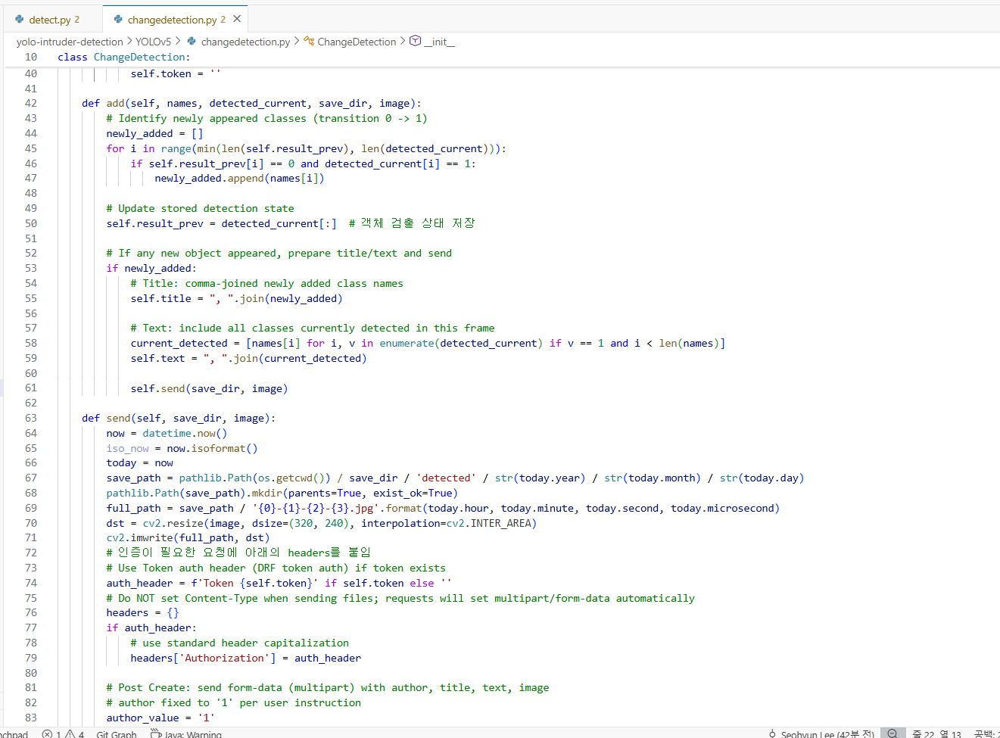 detect.py 2
changedetection.py 2
yolo-intruder-detection > YOLOv5 > changedetection.py > ChangeDetection > __init__
10 class ChangeDetection:
40 self.token = ''
41
42 def add(self, names, detected_current, save_dir, image):
43 # Identify newly appeared classes (transition 0 -> 1)
44 newly_added = []
45 for i in range(min(len(self.result_prev), len(detected_current))):
46 if self.result_prev[i] == 0 and detected_current[i] == 1:
47 newly_added.append(names[i])
48
49 # Update stored detection state
50 self.result_prev = detected_current[:]  # 객체 검출 상태 저장
51
52 # If any new object appeared, prepare title/text and send
53 if newly_added:
54 # Title: comma-joined newly added class names
55 self.title = ", ".join(newly_added)
56
57 # Text: include all classes currently detected in this frame
58 current_detected = [names[i] for i, v in enumerate(detected_current) if v == 1 and i < len(names)]
59 self.text = ", ".join(current_detected)
60
61 self.send(save_dir, image)
62
63 def send(self, save_dir, image):
64 now = datetime.now()
65 iso_now = now.isoformat()
66 today = now
67 save_path = pathlib.Path(os.getcwd()) / save_dir / 'detected' / str(today.year) / str(today.month) / str(today.day)
68 pathlib.Path(save_path).mkdir(parents=True, exist_ok=True)
69 full_path = save_path / '{0}-{1}-{2}-{3}.jpg'.format(today.hour, today.minute, today.second, today.microsecond)
70 dst = cv2.resize(image, dsize=(320, 240), interpolation=cv2.INTER_AREA)
71 cv2.imwrite(full_path, dst)
72 # 인증이 필요한 요청에 아래의 headers를 붙임
73 # Use Token auth header (DRF token auth) if token exists
74 auth_header = f'Token {self.token}' if self.token else ''
75 # Do NOT set Content-Type when sending files; requests will set multipart/form-data automatically
76 headers = {}
77 if auth_header:
78 # use standard header capitalization
79 headers['Authorization'] = auth_header
80
81 # Post Create: send form-data (multipart) with author, title, text, image
82 # author fixed to '1' per user instruction
83 author_value = '1'
nchpad 1 4 Git Graph Java: Warning Seohyun Lee (42분 전) 줄 22, 열 13 공백: 2